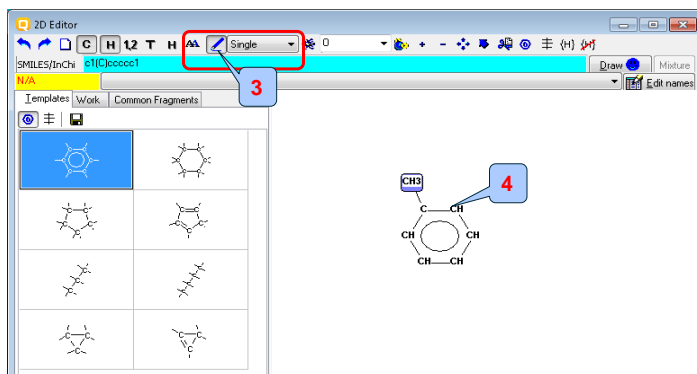 2D Editor
C H 1,2 T H AA Single 0 {H} {H}
SMILES/InChi c1(C)ccccc1 Draw Mixture
N/A Edit names
3
Templates Work Common Fragments
CH3
4
C CH
CH CH
CH CH